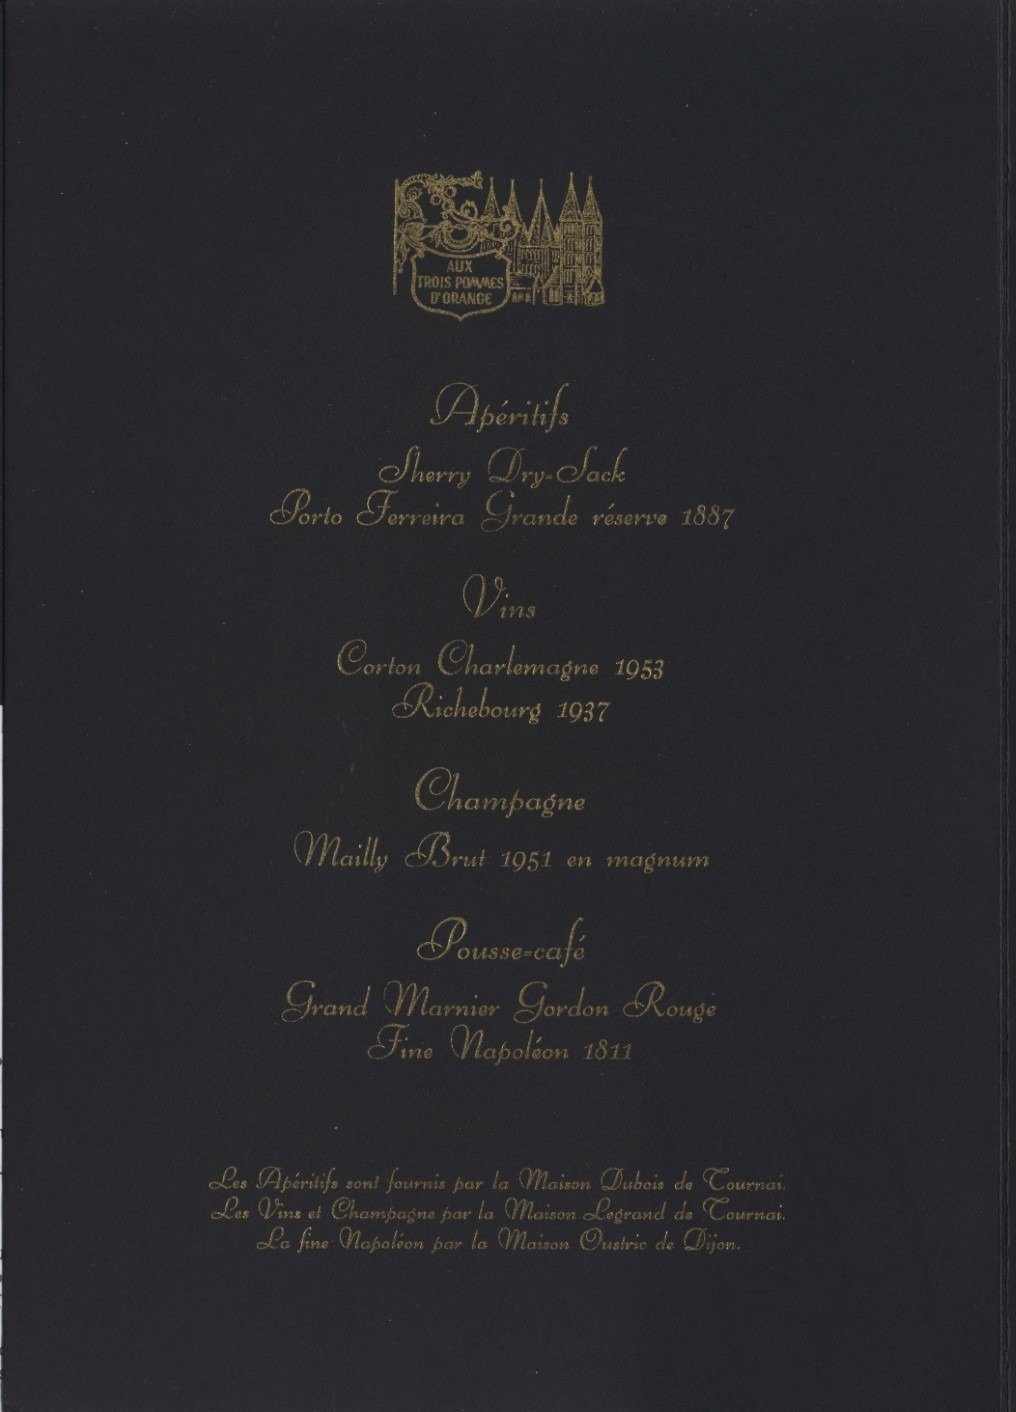 AUX
TROIS POMMES
D'ORANGE
Apéritifs
Sherry Dry-Sack
Porto Ferreira Grande réserve 1887
Vins
Corton Charlemagne 1953
Richebourg 1937
Champagne
Mailly Brut 1951 en magnum
Pousse-café
Grand Marnier Gordon Rouge
Fine Napoléon 1811
Les Apéritifs sont fournis par la Maison Dubois de Tournai.
Les Vins et Champagne par la Maison Legrand de Tournai.
La fine Napoléon par la Maison Oustric de Dijon.